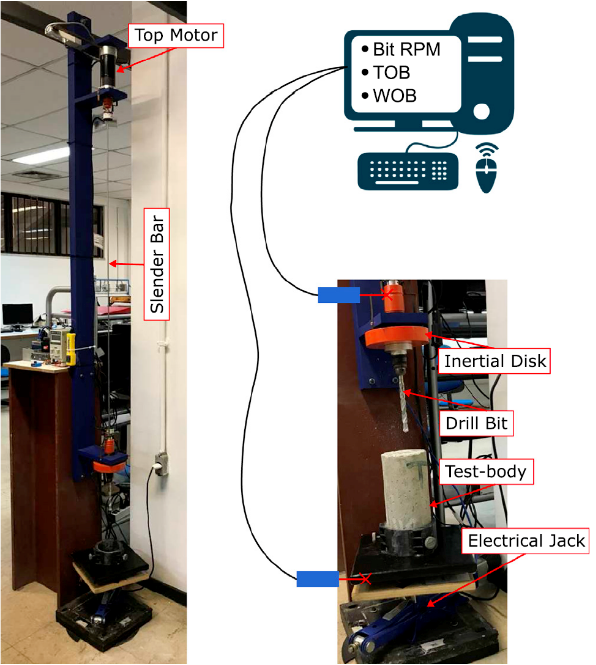 Top Motor
• Bit RPM
• TOB
• WOB
Slender Bar
Inertial Disk
Drill Bit
Test-body
Electrical Jack